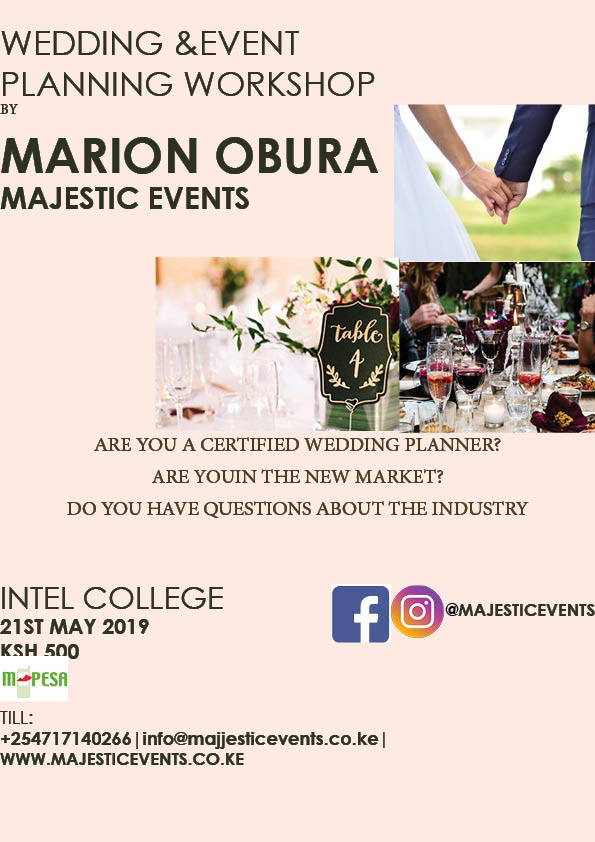 WEDDING &EVENT
PLANNING WORKSHOP
BY
MARION OBURA
MAJESTIC EVENTS
table
4
ARE YOU A CERTIFIED WEDDING PLANNER?
ARE YOUIN THE NEW MARKET?
DO YOU HAVE QUESTIONS ABOUT THE INDUSTRY
INTEL COLLEGE
21ST MAY 2019
KSH 500
@MAJESTICEVENTS
M PESA
TILL:
+254717140266|info@majjesticevents.co.ke|
WWW.MAJESTICEVENTS.CO.KE